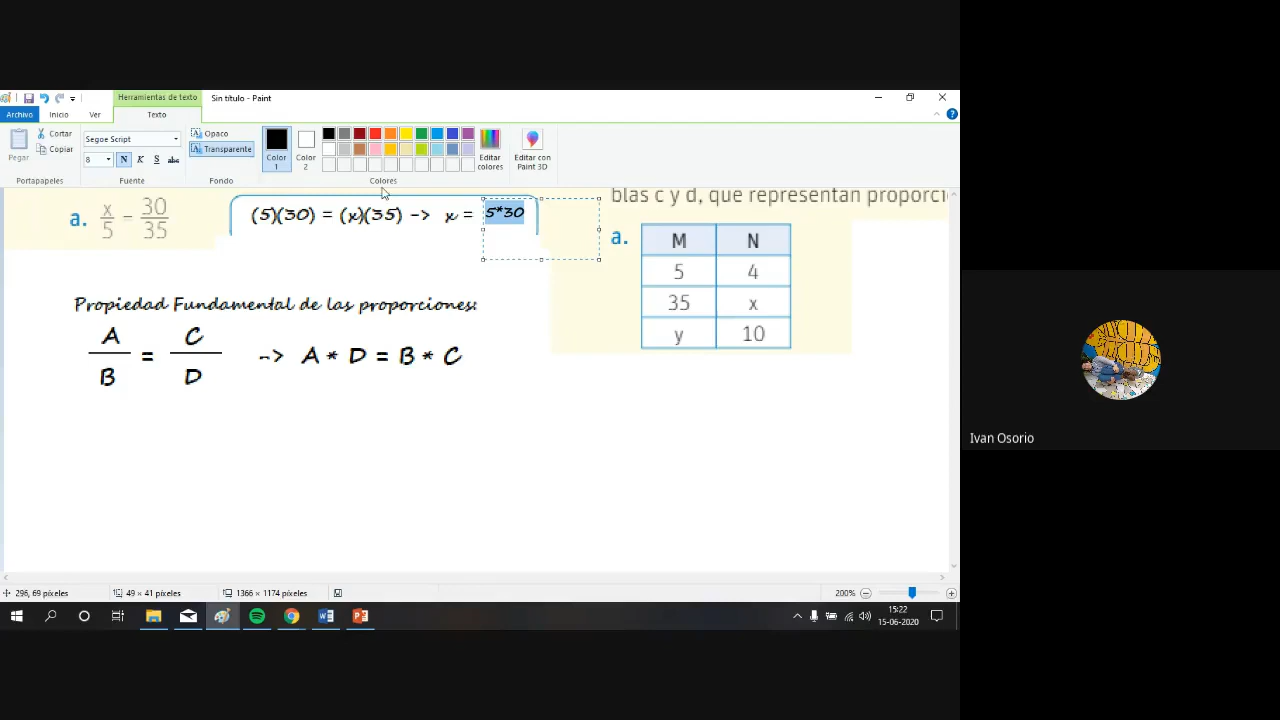 Herramientas de texto
Sin título - Paint
Archivo
Inicio
Ver
Texto
Pegar
Cortar
Copiar
Portapapeles
Segoe Script
8
N K S abc
Fuente
Opaco
Transparente
Fondo
Color 1
Color 2
Colores
Editar colores
Editar con Paint 3D
a. x/5 = 30/35
(5)(30) = (x)(35) -> x = 5*30
blas c y d, que representan proporci
a.
M N
5 4
35 x
y 10
Propiedad Fundamental de las proporciones:
A C
= -> A * D = B * C
B D
Ivan Osorio
296, 69 píxeles
49 × 41 píxeles
1366 × 1174 píxeles
200%
15:22
15-06-2020